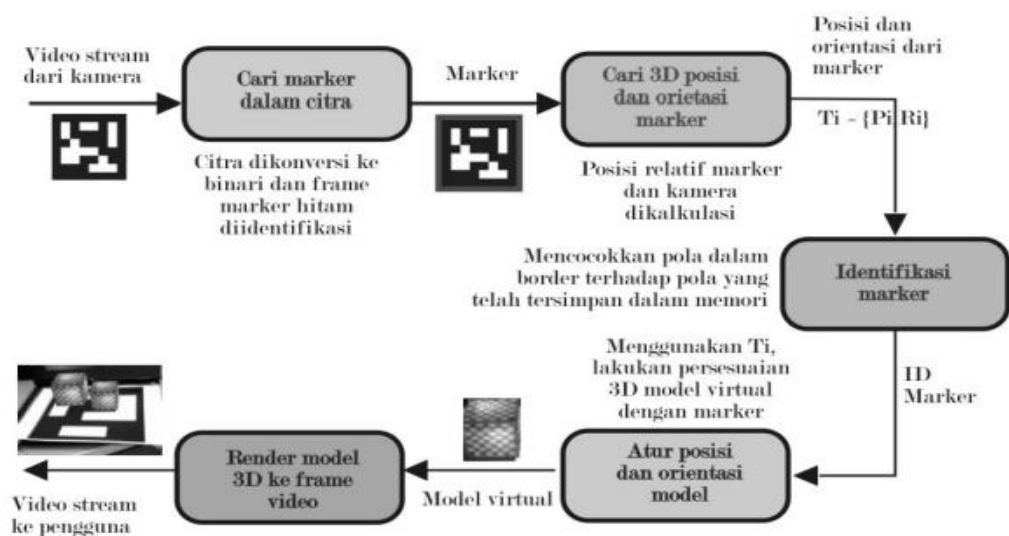 Video stream
dari kamera
Cari marker
dalam citra
Citra dikonversi ke
binari dan frame
marker hitam
diidentifikasi
Marker
Cari 3D posisi
dan orietasi
marker
Posisi relatif marker
dan kamera
dikalkulasi
Posisi dan
orientasi dari
marker
Ti - {Pi Ri}
Identifikasi
marker
Mencocokkan pola dalam
border terhadap pola yang
telah tersimpan dalam memori
ID
Marker
Menggunakan Ti,
lakukan persesuaian
3D model virtual
dengan marker
Atur posisi
dan orientasi
model
Model virtual
Render model
3D ke frame
video
Video stream
ke pengguna